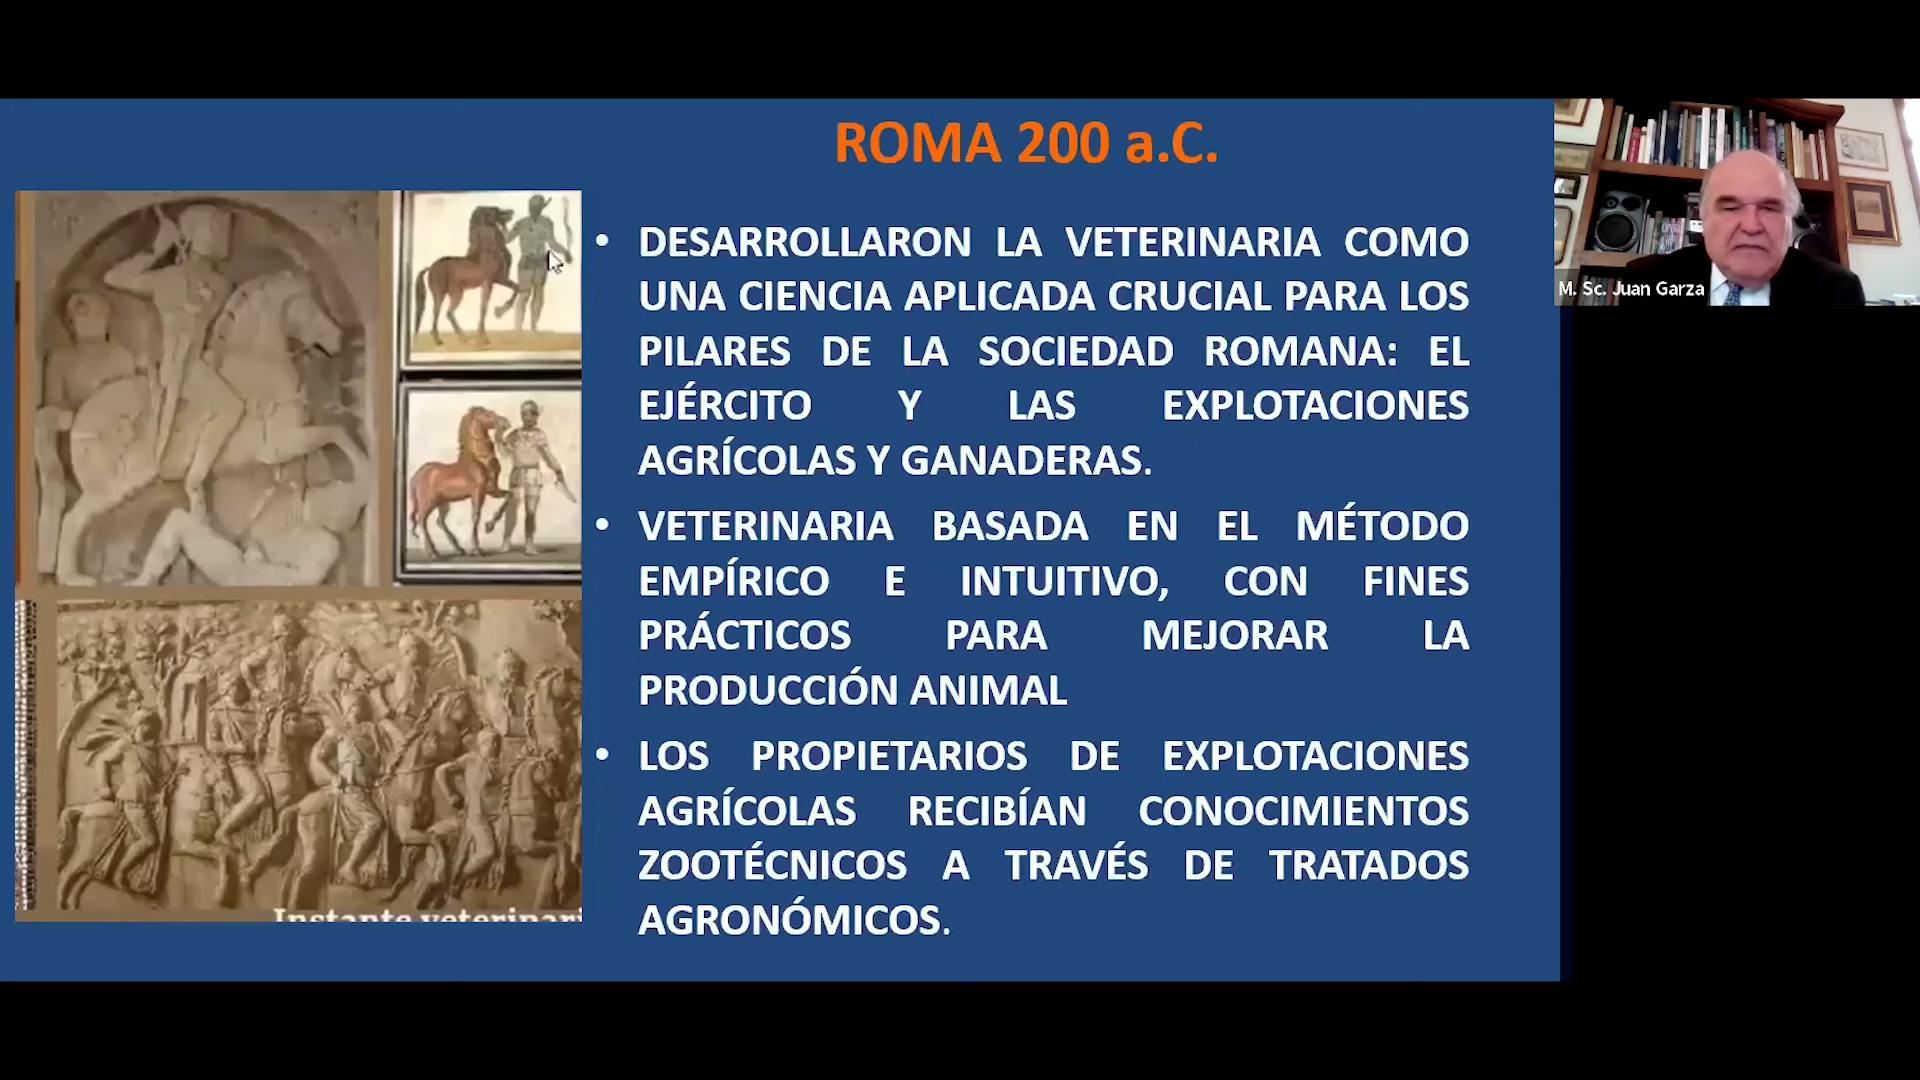 ROMA 200 a.C.
• DESARROLLARON LA VETERINARIA COMO
UNA CIENCIA APLICADA CRUCIAL PARA LOS
PILARES DE LA SOCIEDAD ROMANA: EL
EJÉRCITO Y LAS EXPLOTACIONES
AGRÍCOLAS Y GANADERAS.
• VETERINARIA BASADA EN EL MÉTODO
EMPÍRICO E INTUITIVO, CON FINES
PRÁCTICOS PARA MEJORAR LA
PRODUCCIÓN ANIMAL
• LOS PROPIETARIOS DE EXPLOTACIONES
AGRÍCOLAS RECIBÍAN CONOCIMIENTOS
ZOOTÉCNICOS A TRAVÉS DE TRATADOS
AGRONÓMICOS.
Instante veterinari
M. Sc. Juan Garza